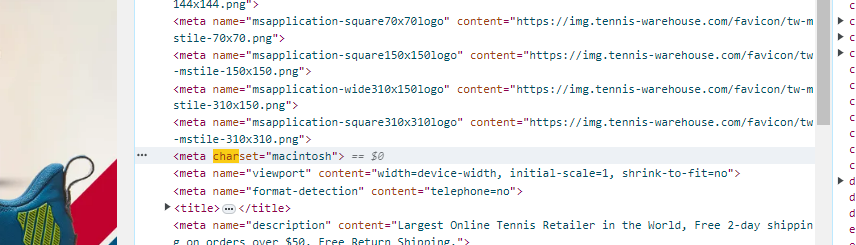 144x144.png">
<meta name="msapplication-square70x70logo" content="https://img.tennis-warehouse.com/favicon/tw-m
stile-70x70.png">
<meta name="msapplication-square150x150logo" content="https://img.tennis-warehouse.com/favicon/tw
-mstile-150x150.png">
<meta name="msapplication-wide310x150logo" content="https://img.tennis-warehouse.com/favicon/tw-m
stile-310x150.png">
<meta name="msapplication-square310x310logo" content="https://img.tennis-warehouse.com/favicon/tw
-mstile-310x310.png">
<meta charset="macintosh"> == $0
<meta name="viewport" content="width=device-width, initial-scale=1, shrink-to-fit=no">
<meta name="format-detection" content="telephone=no">
<title>…</title>
<meta name="description" content="Largest Online Tennis Retailer in the World, Free 2-day shippin
g on orders over $50, Free Return Shipping.">